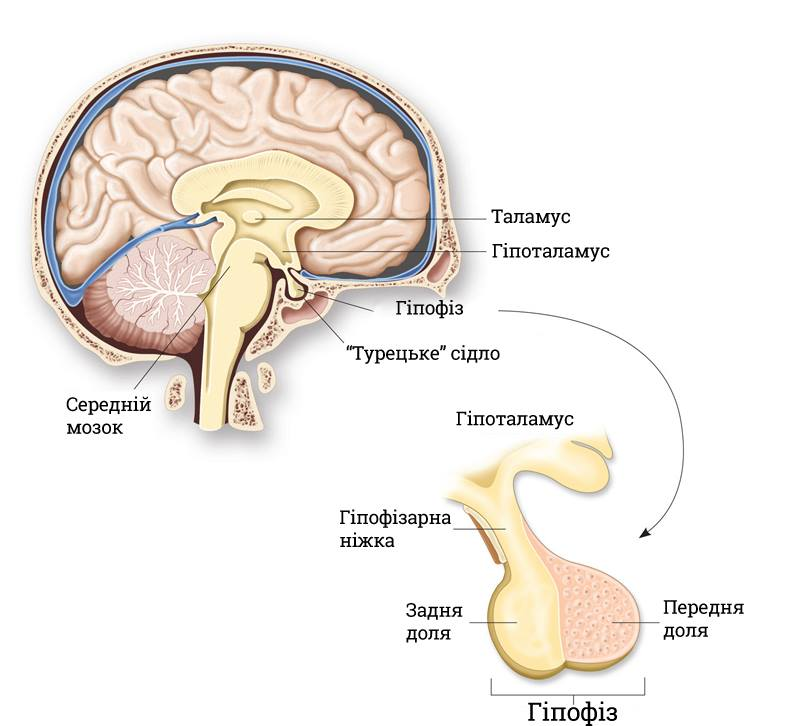 Таламус
Гіпоталамус
Гіпофіз
“Турецьке” сідло
Середній
мозок
Гіпоталамус
Гіпофізарна
ніжка
Задня
доля
Передня
доля
Гіпофіз